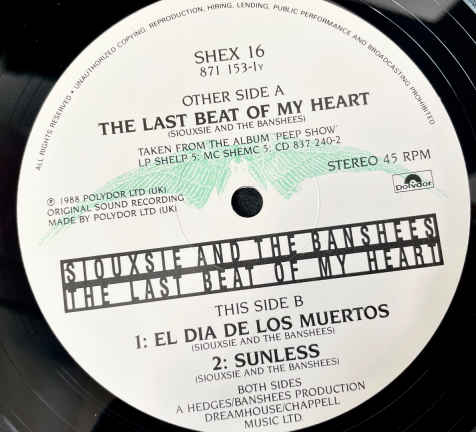 ALL RIGHTS RESERVED • UNAUTHORIZED COPYING, REPRODUCTION, HIRING, LENDING, PUBLIC PERFORMANCE AND BROADCASTING PROHIBITED.
SHEX 16
871 153-1Y
OTHER SIDE A
THE LAST BEAT OF MY HEART
(SIOUXSIE AND THE BANSHEES)
TAKEN FROM THE ALBUM 'PEEP SHOW'
LP SHELP 5; MC SHEMC 5; CD 837 240-2
STEREO 45 RPM
polydor
℗ 1988 POLYDOR LTD (UK)
ORIGINAL SOUND RECORDING
MADE BY POLYDOR LTD (UK)
SIOUXSIE AND THE BANSHEES
THE LAST BEAT OF MY HEART
THIS SIDE B
1: EL DIA DE LOS MUERTOS
(SIOUXSIE AND THE BANSHEES)
2: SUNLESS
(SIOUXSIE AND THE BANSHEES)
BOTH SIDES
A HEDGES/BANSHEES PRODUCTION
DREAMHOUSE/CHAPPELL
MUSIC LTD